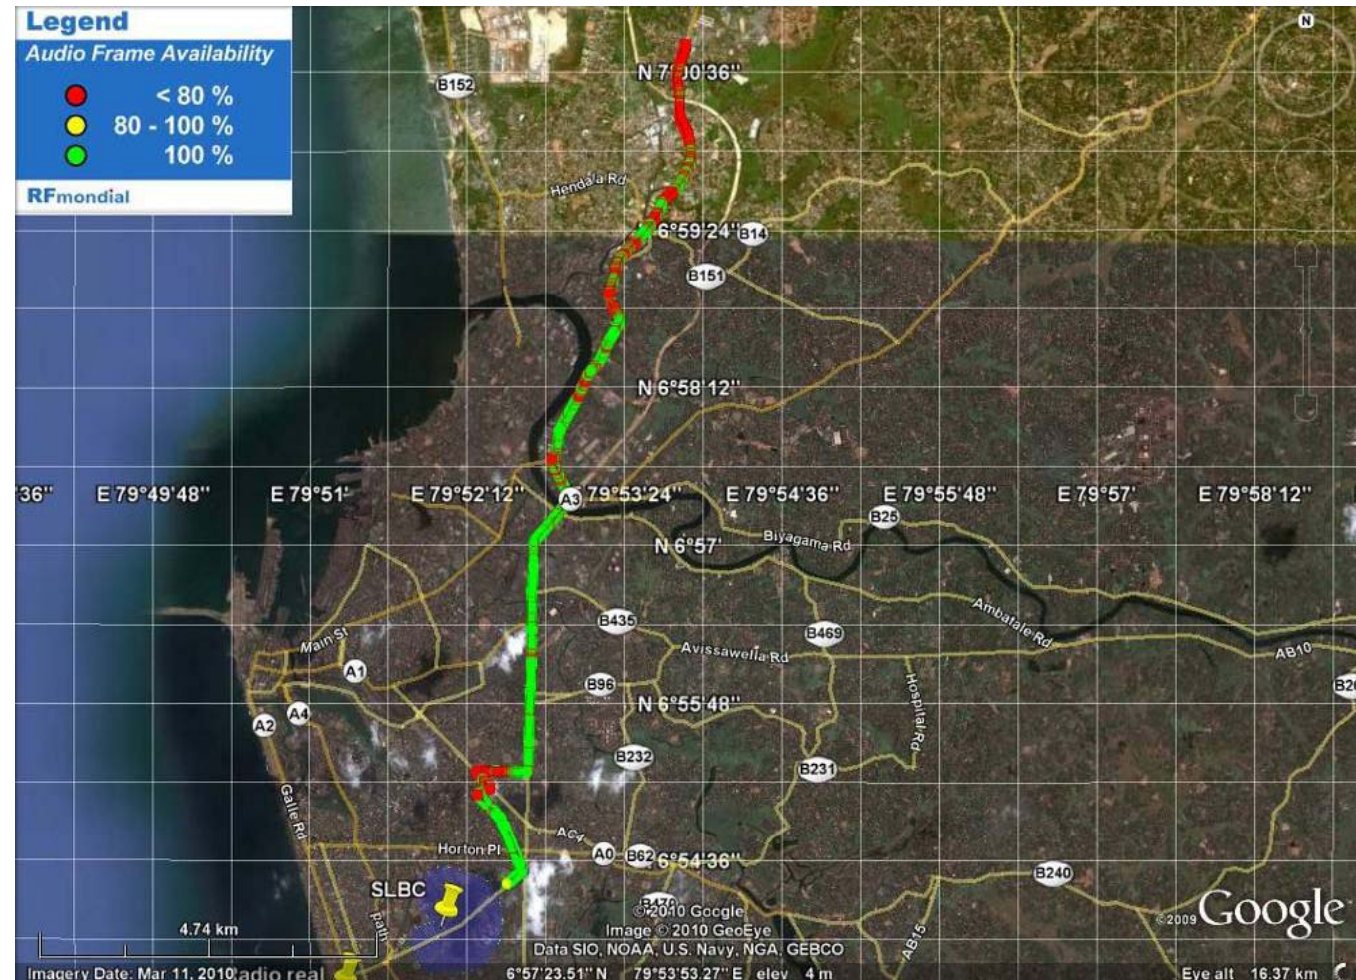 Legend
Audio Frame Availability
< 80 %
80 - 100 %
100 %
RFmondial
N
B152
N 7°00'36"
Hendala Rd
6°59'24"
B14
B151
N 6°58'12"
'36"
E 79°49'48"
E 79°51'
E 79°52'12"
A3
79°53'24"
E 79°54'36"
E 79°55'48"
E 79°57'
E 79°58'12"
B25
Biyagama Rd
N 6°57'
Ambatale Rd
B435
B469
Main St
Avissawella Rd
AB10
A1
B96
Hospital Rd
N 6°55'48"
A4
A2
B232
B231
Galle Rd
AC4
Horton Pl
A0
B62
6°54'36"
B240
SLBC
path
AB15
©2010 Google
©2009 Google
Image © 2010 GeoEye
4.74 km
Data SIO, NOAA, U.S. Navy, NGA, GEBCO
Imagery Date: Mar 11, 2010
adio real
6°57'23.51" N
79°53'53.27" E
elev 4 m
Eye alt 16.37 km